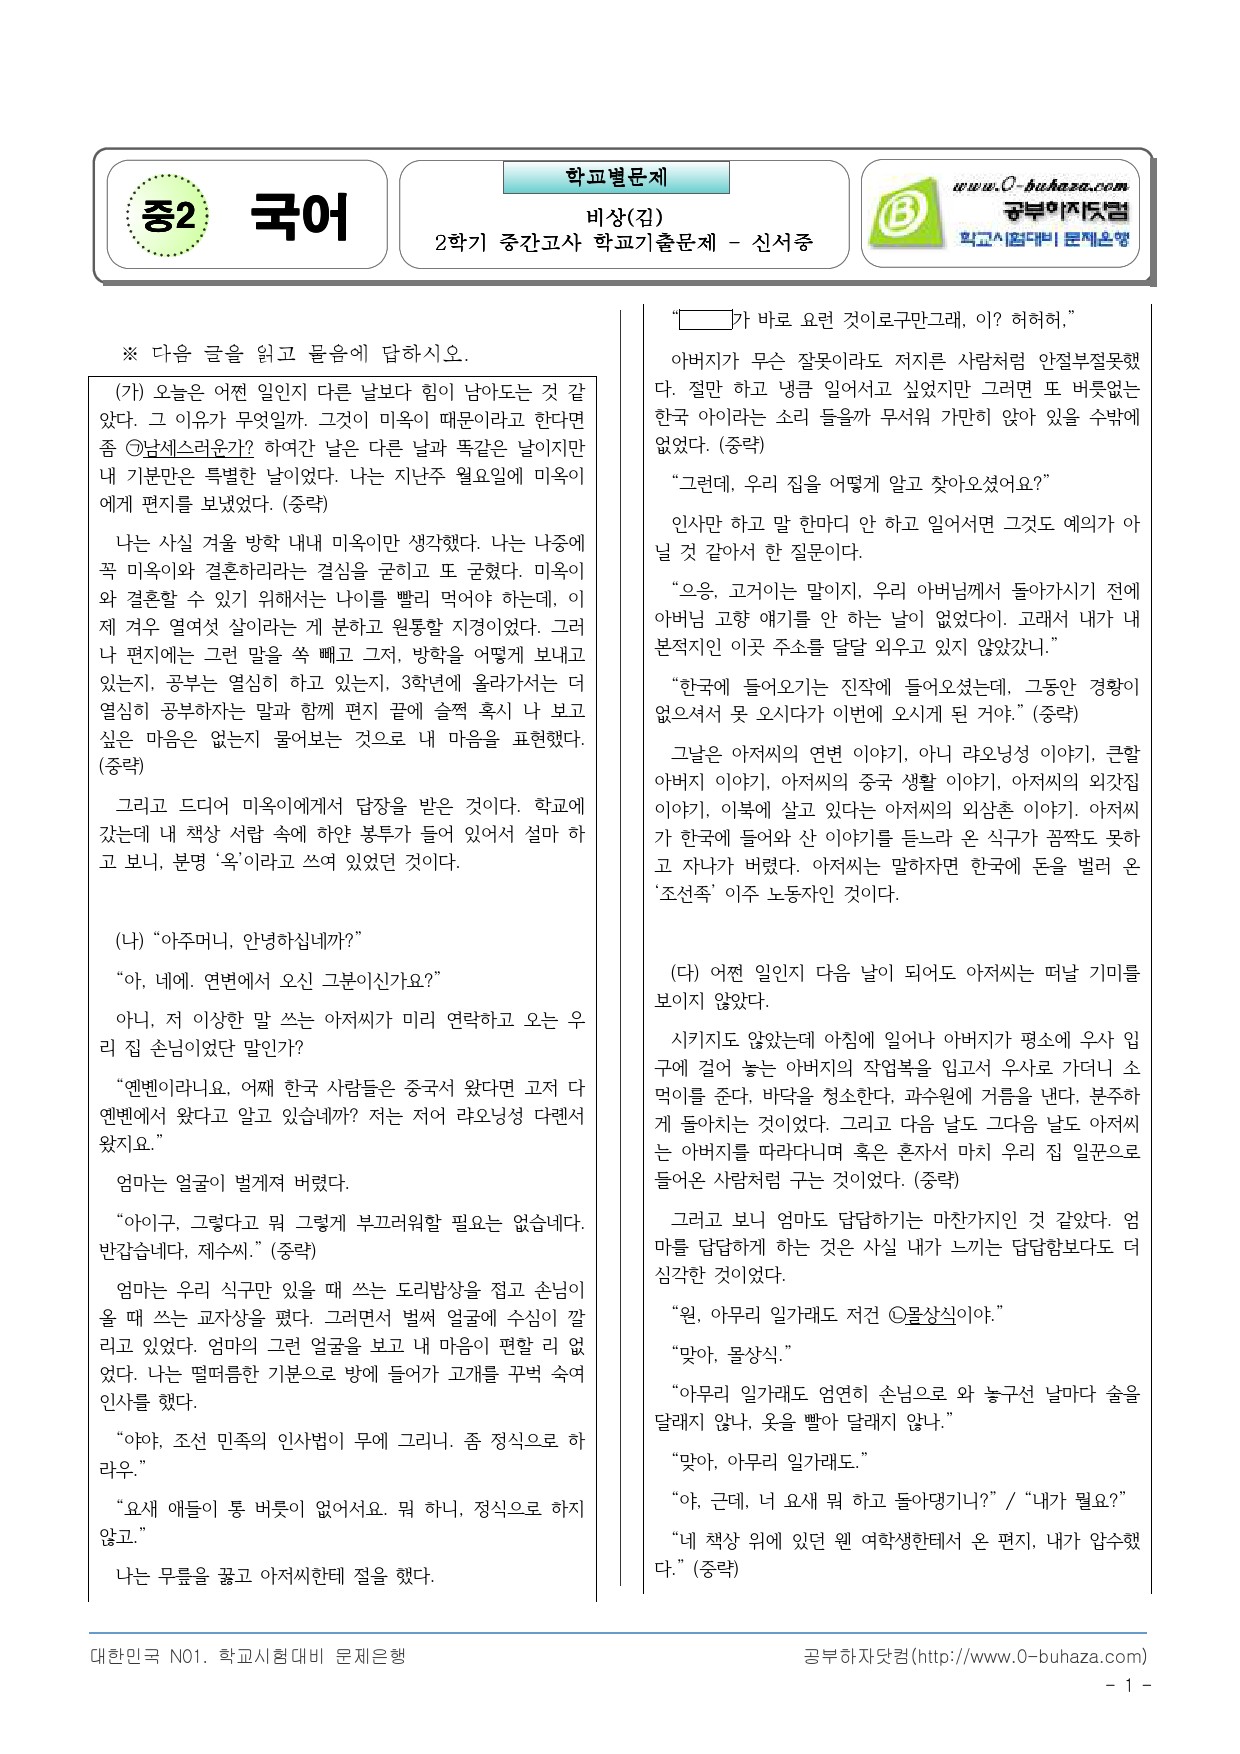 중2
국어
학교별문제
비상(김)
2학기 중간고사 학교기출문제 - 신서중
www.0-buhaza.com
공부하자닷컴
학교시험대비 문제은행
※ 다음 글을 읽고 물음에 답하시오.
(가) 오늘은 어쩐 일인지 다른 날보다 힘이 남아도는 것 같
았다. 그 이유가 무엇일까. 그것이 미옥이 때문이라고 한다면
좀 ㉠남세스러운가? 하여간 날은 다른 날과 똑같은 날이지만
내 기분만은 특별한 날이었다. 나는 지난주 월요일에 미옥이
에게 편지를 보냈었다. (중략)
나는 사실 겨울 방학 내내 미옥이만 생각했다. 나는 나중에
꼭 미옥이와 결혼하리라는 결심을 굳히고 또 굳혔다. 미옥이
와 결혼할 수 있기 위해서는 나이를 빨리 먹어야 하는데, 이
제 겨우 열여섯 살이라는 게 분하고 원통할 지경이었다. 그러
나 편지에는 그런 말을 쏙 빼고 그저, 방학을 어떻게 보내고
있는지, 공부는 열심히 하고 있는지, 3학년에 올라가서는 더
열심히 공부하자는 말과 함께 편지 끝에 슬쩍 혹시 나 보고
싶은 마음은 없는지 물어보는 것으로 내 마음을 표현했다.
(중략)
그리고 드디어 미옥이에게서 답장을 받은 것이다. 학교에
갔는데 내 책상 서랍 속에 하얀 봉투가 들어 있어서 설마 하
고 보니, 분명 ‘옥’이라고 쓰여 있었던 것이다.
(나) “아주머니, 안녕하십네까?”
“아, 네에. 연변에서 오신 그분이신가요?”
아니, 저 이상한 말 쓰는 아저씨가 미리 연락하고 오는 우
리 집 손님이었단 말인가?
“옌볜이라니요, 어째 한국 사람들은 중국서 왔다면 고저 다
옌볜에서 왔다고 알고 있습네까? 저는 저어 랴오닝성 다롄서
왔지요.”
엄마는 얼굴이 벌게져 버렸다.
“아이구, 그렇다고 뭐 그렇게 부끄러워할 필요는 없습네다.
반갑습네다, 제수씨.” (중략)
엄마는 우리 식구만 있을 때 쓰는 도리밥상을 접고 손님이
올 때 쓰는 교자상을 폈다. 그러면서 벌써 얼굴에 수심이 깔
리고 있었다. 엄마의 그런 얼굴을 보고 내 마음이 편할 리 없
었다. 나는 떨떠름한 기분으로 방에 들어가 고개를 꾸벅 숙여
인사를 했다.
“야야, 조선 민족의 인사법이 무에 그리니. 좀 정식으로 하
라우.”
“요새 애들이 통 버릇이 없어서요. 뭐 하니, 정식으로 하지
않고.”
나는 무릎을 꿇고 아저씨한테 절을 했다.
“가 바로 요런 것이로구만그래, 이? 허허허,”
아버지가 무슨 잘못이라도 저지른 사람처럼 안절부절못했
다. 절만 하고 냉큼 일어서고 싶었지만 그러면 또 버릇없는
한국 아이라는 소리 들을까 무서워 가만히 앉아 있을 수밖에
없었다. (중략)
“그런데, 우리 집을 어떻게 알고 찾아오셨어요?”
인사만 하고 말 한마디 안 하고 일어서면 그것도 예의가 아
닐 것 같아서 한 질문이다.
“으응, 고거이는 말이지, 우리 아버님께서 돌아가시기 전에
아버님 고향 얘기를 안 하는 날이 없었다이. 고래서 내가 내
본적지인 이곳 주소를 달달 외우고 있지 않았갔니.”
“한국에 들어오기는 진작에 들어오셨는데, 그동안 경황이
없으셔서 못 오시다가 이번에 오시게 된 거야.” (중략)
그날은 아저씨의 연변 이야기, 아니 랴오닝성 이야기, 큰할
아버지 이야기, 아저씨의 중국 생활 이야기, 아저씨의 외갓집
이야기, 이북에 살고 있다는 아저씨의 외삼촌 이야기. 아저씨
가 한국에 들어와 산 이야기를 듣느라 온 식구가 꼼짝도 못하
고 자나가 버렸다. 아저씨는 말하자면 한국에 돈을 벌러 온
‘조선족’ 이주 노동자인 것이다.
(다) 어쩐 일인지 다음 날이 되어도 아저씨는 떠날 기미를
보이지 않았다.
시키지도 않았는데 아침에 일어나 아버지가 평소에 우사 입
구에 걸어 놓는 아버지의 작업복을 입고서 우사로 가더니 소
먹이를 준다, 바닥을 청소한다, 과수원에 거름을 낸다, 분주하
게 돌아치는 것이었다. 그리고 다음 날도 그다음 날도 아저씨
는 아버지를 따라다니며 혹은 혼자서 마치 우리 집 일꾼으로
들어온 사람처럼 구는 것이었다. (중략)
그러고 보니 엄마도 답답하기는 마찬가지인 것 같았다. 엄
마를 답답하게 하는 것은 사실 내가 느끼는 답답함보다도 더
심각한 것이었다.
“원, 아무리 일가래도 저건 ㉡몰상식이야.”
“맞아, 몰상식.”
“아무리 일가래도 엄연히 손님으로 와 놓구선 날마다 술을
달래지 않나, 옷을 빨아 달래지 않나.”
“맞아, 아무리 일가래도.”
“야, 근데, 너 요새 뭐 하고 돌아댕기니?” / “내가 뭘요?”
“네 책상 위에 있던 웬 여학생한테서 온 편지, 내가 압수했
다.” (중략)
대한민국 N01. 학교시험대비 문제은행
공부하자닷컴(http://www.0-buhaza.com)
- 1 -